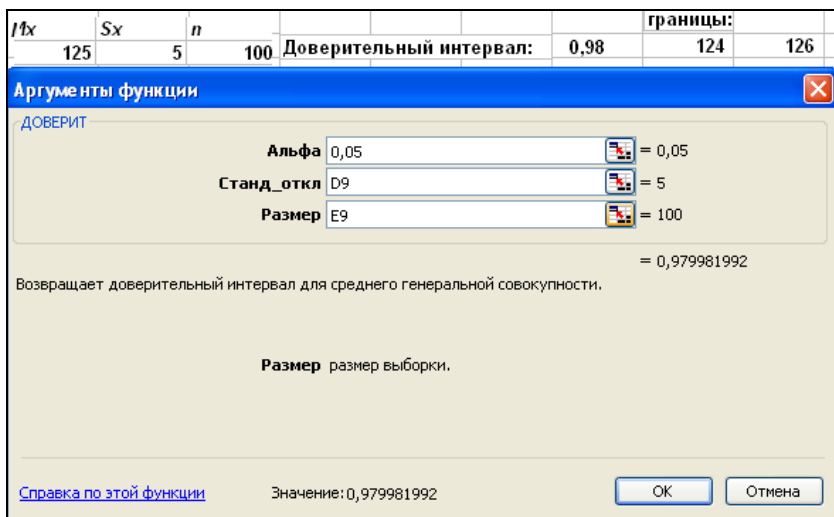 границы:
Mx Sx n
125 5 100 Доверительный интервал: 0,98 124 126
Аргументы функции
ДОВЕРИТ
Альфа 0,05 = 0,05
Станд_откл D9 = 5
Размер E9 = 100
= 0,979981992
Возвращает доверительный интервал для среднего генеральной совокупности.
Размер размер выборки.
Справка по этой функции Значение:0,979981992 ОК Отмена